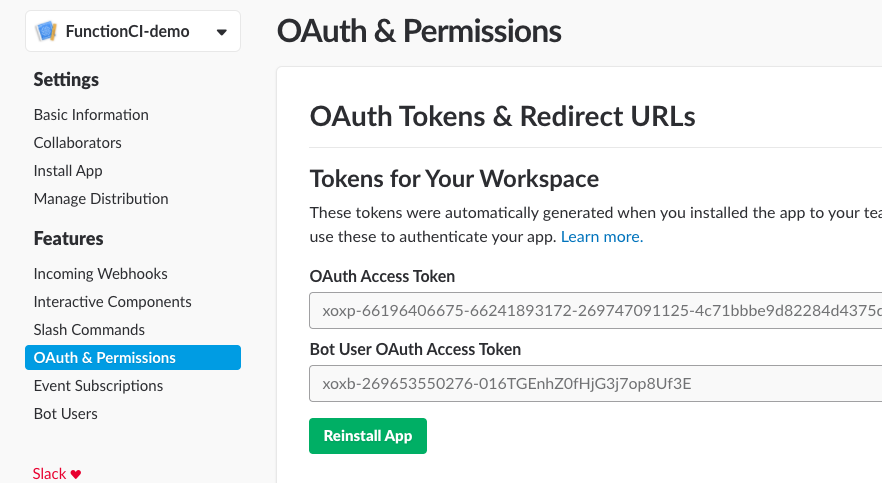 FunctionCI-demo
OAuth & Permissions
Settings
Basic Information
Collaborators
Install App
Manage Distribution
Features
Incoming Webhooks
Interactive Components
Slash Commands
OAuth & Permissions
Event Subscriptions
Bot Users
Slack ❤
OAuth Tokens & Redirect URLs
Tokens for Your Workspace
These tokens were automatically generated when you installed the app to your tea
use these to authenticate your app. Learn more.
OAuth Access Token
xoxp-66196406675-66241893172-269747091125-4c71bbbe9d82284d4375
Bot User OAuth Access Token
xoxb-269653550276-016TGEnhZ0fHjG3j7op8Uf3E
Reinstall App